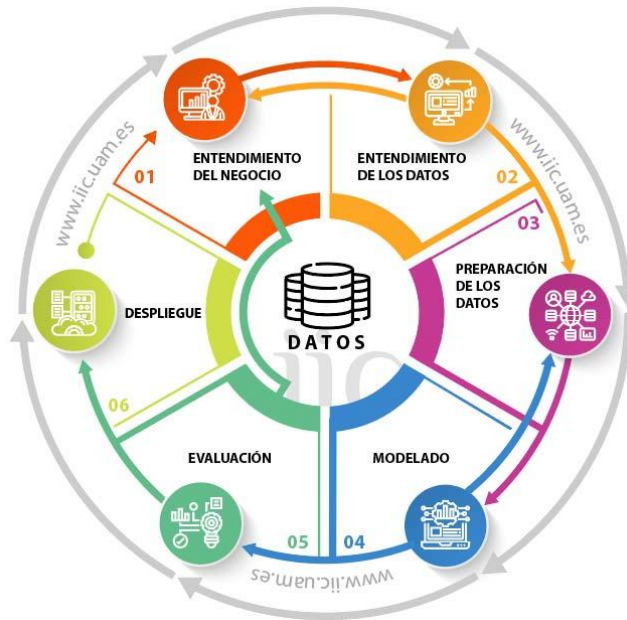 01
ENTENDIMIENTO
DEL NEGOCIO
ENTENDIMIENTO
DE LOS DATOS
02
03
PREPARACIÓN
DE LOS
DATOS
MODELADO
04
EVALUACIÓN
05
DESPLIEGUE
06
DATOS
iic
www.iic.uam.es
www.iic.uam.es
www.iic.uam.es